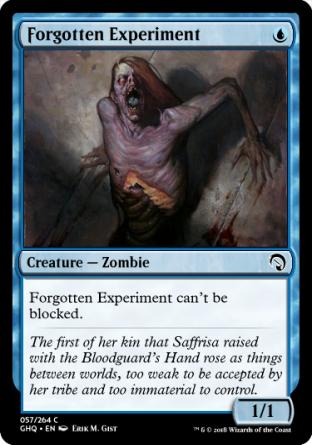 Forgotten Experiment
Creature — Zombie
Forgotten Experiment can't be
blocked.
The first of her kin that Saffrisa raised
with the Bloodguard's Hand rose as things
between worlds, too weak to be accepted by
her tribe and too immaterial to control.
1/1
057/264 C
GHQ • EN Erik M. Gist
™ & © 2018 Wizards of the Coast